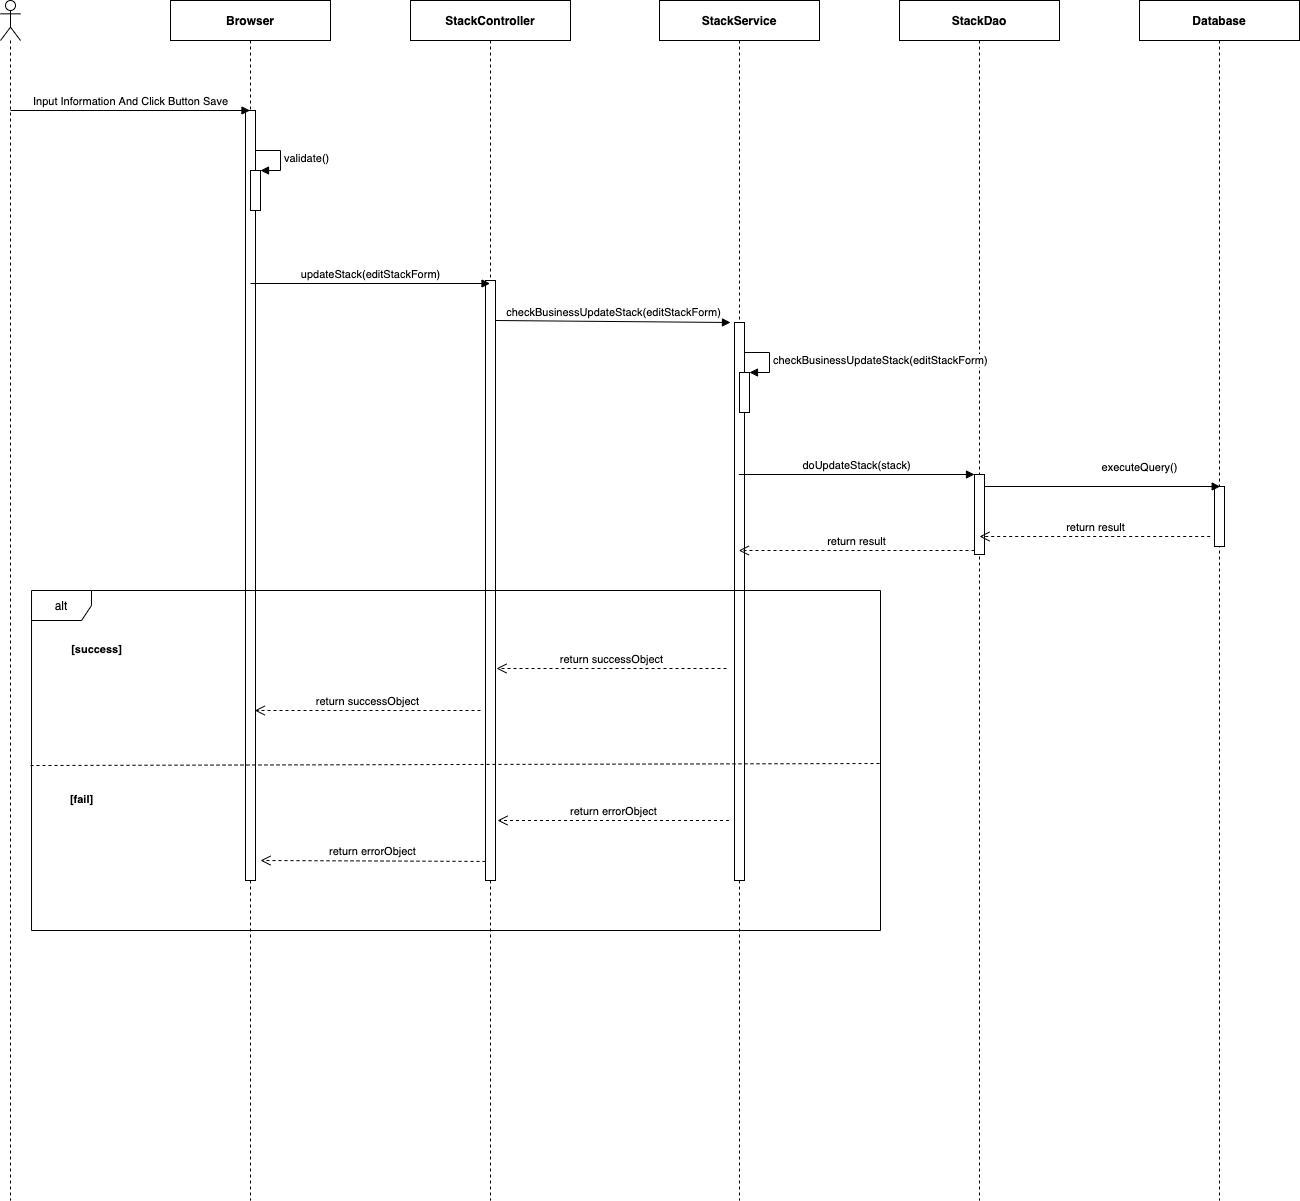 Browser
StackController
StackService
StackDao
Database
Input Information And Click Button Save
validate()
updateStack(editStackForm)
checkBusinessUpdateStack(editStackForm)
checkBusinessUpdateStack(editStackForm)
doUpdateStack(stack)
executeQuery()
return result
return result
alt
[success]
return successObject
return successObject
[fail]
return errorObject
return errorObject